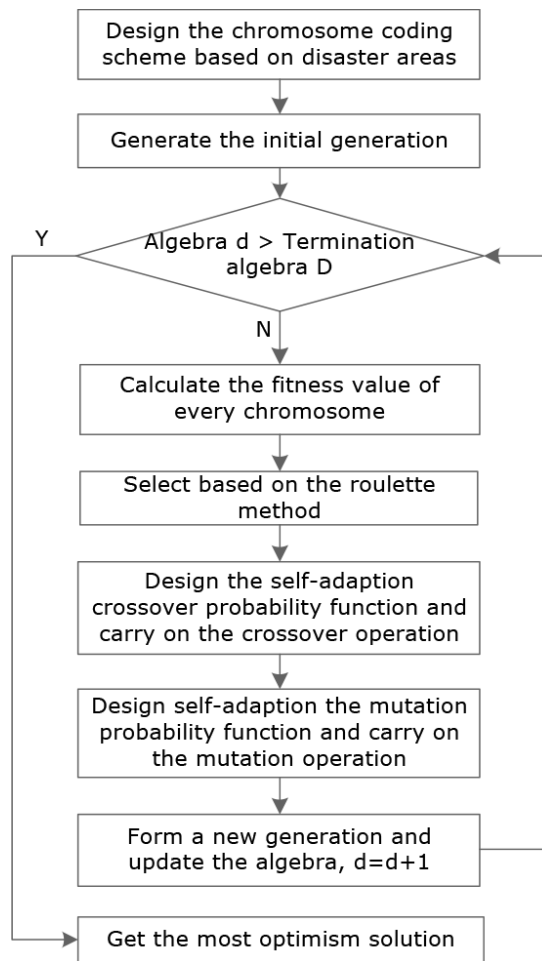 Design the chromosome coding
scheme based on disaster areas
Generate the initial generation
Y
Algebra d > Termination
algebra D
N
Calculate the fitness value of
every chromosome
Select based on the roulette
method
Design the self-adaption
crossover probability function and
carry on the crossover operation
Design self-adaption the mutation
probability function and carry on
the mutation operation
Form a new generation and
update the algebra, d=d+1
Get the most optimism solution